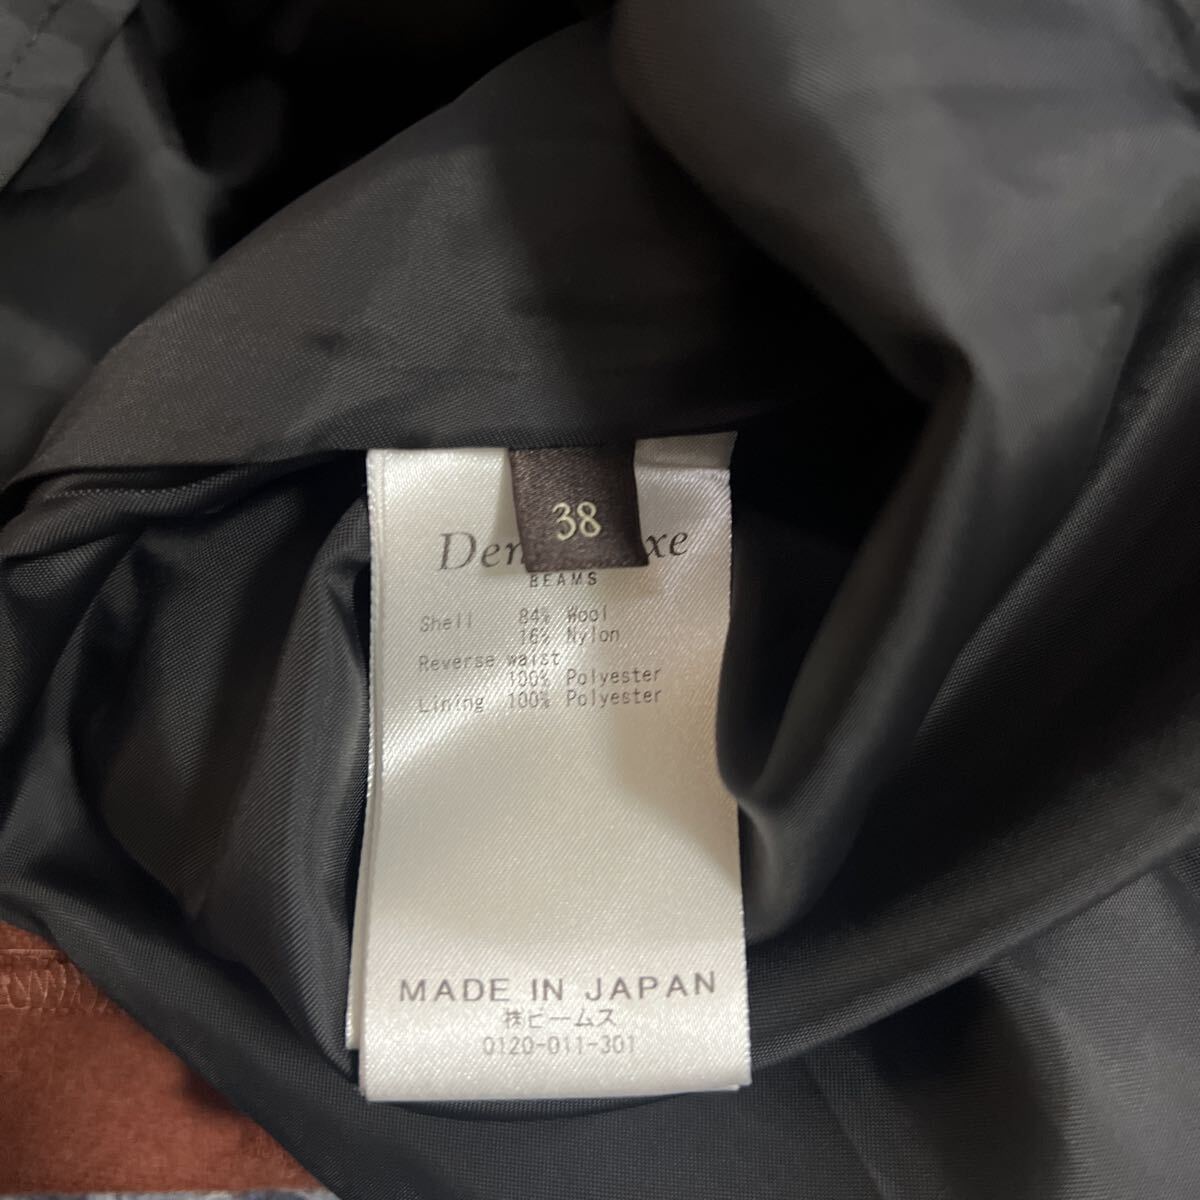 38
BEAMS
Shell 84% Wool
16% Nylon
Reverse waist
100% Polyester
Lining 100% Polyester
MADE IN JAPAN
株ビームス
0120-011-301